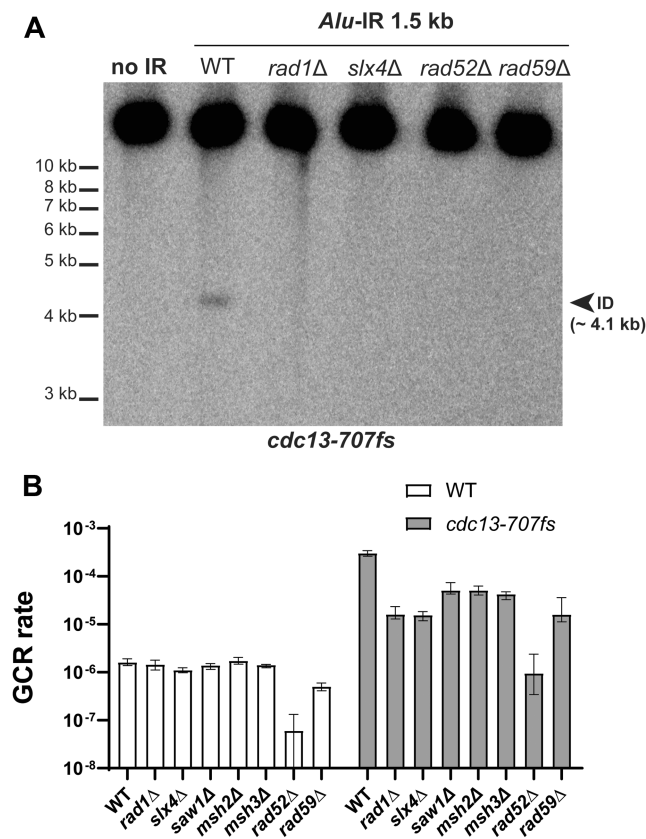 A
Alu-IR 1.5 kb
no IR WT rad1Δ slx4Δ rad52Δ rad59Δ
10 kb
8 kb
7 kb
6 kb
5 kb
4 kb
3 kb
ID
(~ 4.1 kb)
cdc13-707fs
B
WT
cdc13-707fs
GCR rate
10-3
10-4
10-5
10-6
10-7
10-8
WT rad1Δ slx4Δ saw1Δ msh2Δ msh3Δ rad52Δ rad59Δ WT rad1Δ slx4Δ saw1Δ msh2Δ msh3Δ rad52Δ rad59Δ